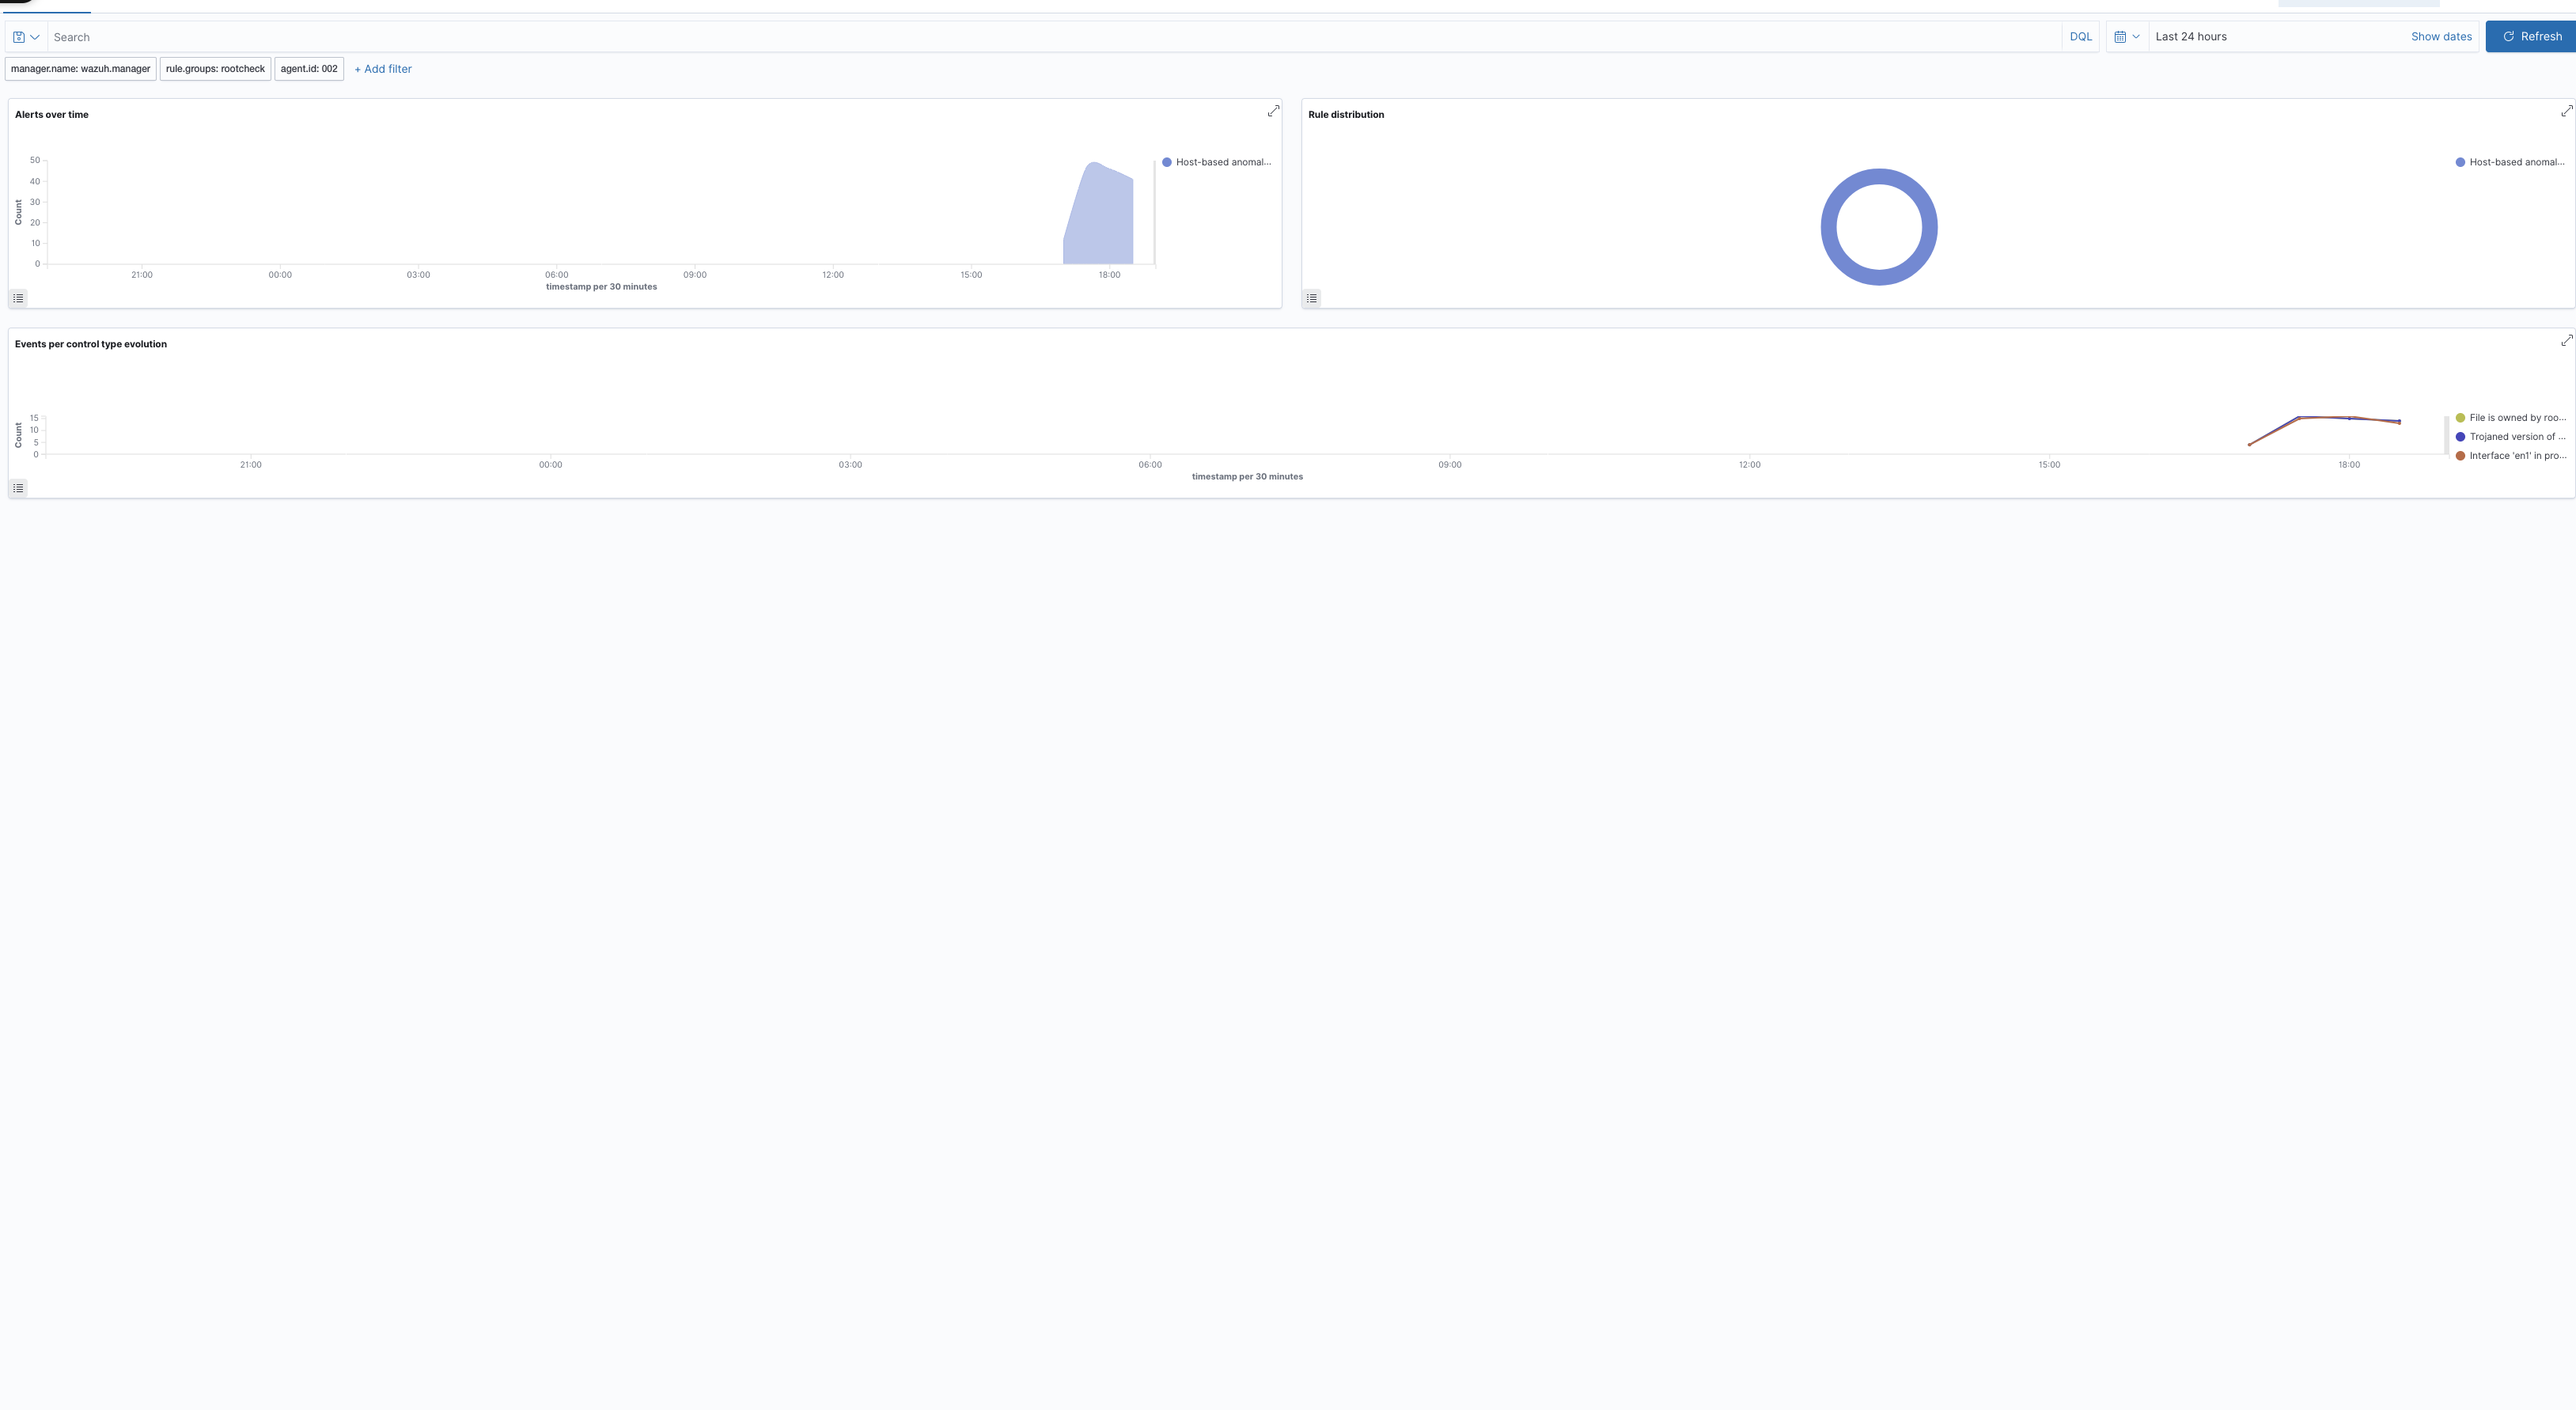 Search
DQL
Last 24 hours
Show dates
Refresh
manager.name: wazuh.manager
rule.groups: rootcheck
agent.id: 002
+ Add filter
Alerts over time
50
40
30
20
10
0
Count
21:00
00:00
03:00
06:00
09:00
12:00
15:00
18:00
timestamp per 30 minutes
Host-based anomal...
Rule distribution
Host-based anomal...
Events per control type evolution
15
10
5
0
Count
21:00
00:00
03:00
06:00
09:00
12:00
15:00
18:00
timestamp per 30 minutes
File is owned by roo...
Trojaned version of ...
Interface 'en1' in pro...